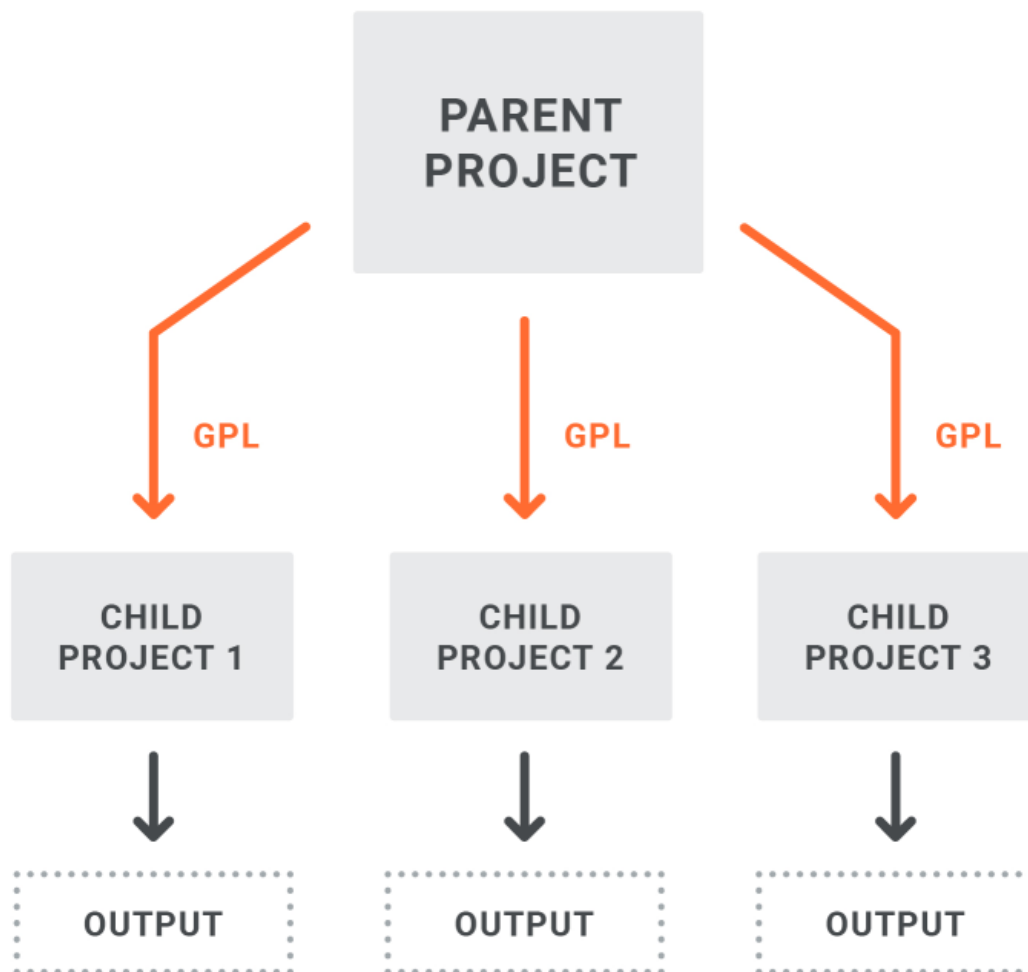 PARENT
PROJECT
GPL
GPL
GPL
CHILD
PROJECT 1
CHILD
PROJECT 2
CHILD
PROJECT 3
OUTPUT
OUTPUT
OUTPUT